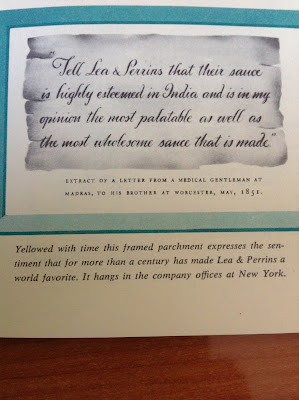 "Tell Lea & Perrins that their sauce
is highly esteemed in India and is in my
opinion the most palatable as well as
the most wholesome sauce that is made."
EXTRACT OF A LETTER FROM A MEDICAL GENTLEMAN AT
MADRAS, TO HIS BROTHER AT WORCESTER, MAY, 1851.
Yellowed with time this framed parchment expresses the sen-
timent that for more than a century has made Lea & Perrins a
world favorite. It hangs in the company offices at New York.